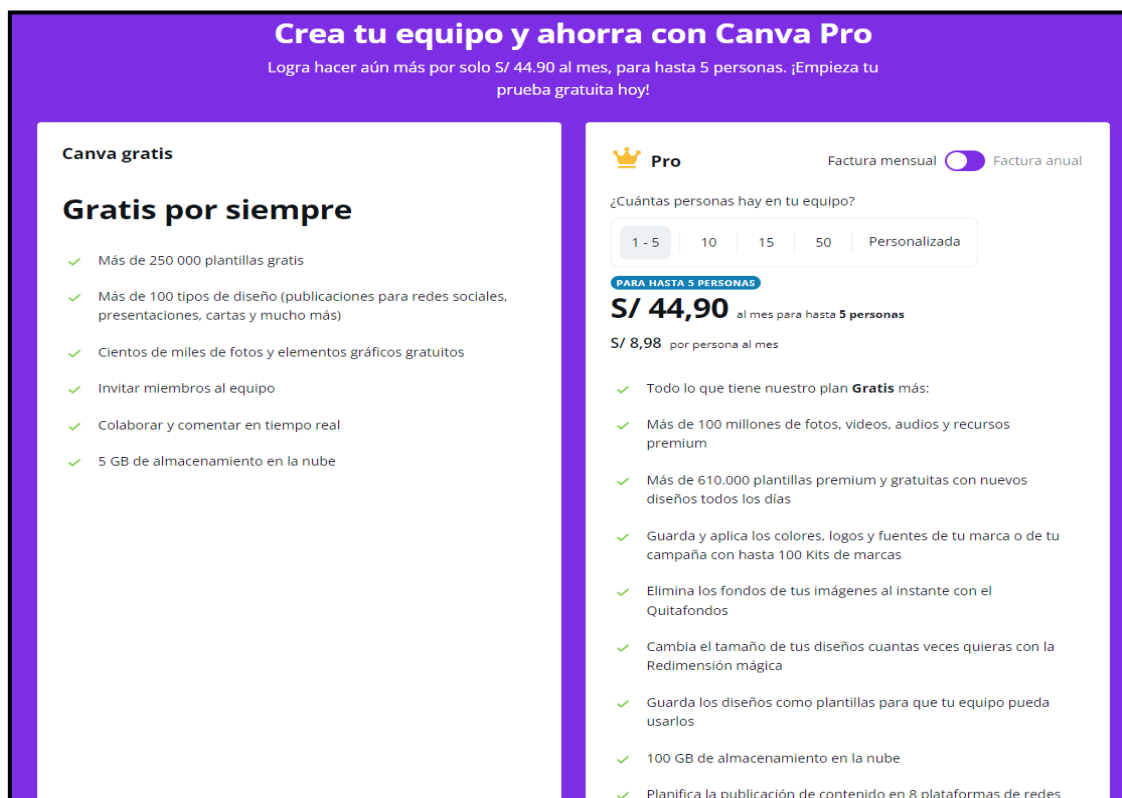 Crea tu equipo y ahorra con Canva Pro
Logra hacer aún más por solo S/ 44.90 al mes, para hasta 5 personas. ¡Empieza tu
prueba gratuita hoy!
Canva gratis
Gratis por siempre
Más de 250 000 plantillas gratis
Más de 100 tipos de diseño (publicaciones para redes sociales,
presentaciones, cartas y mucho más)
Cientos de miles de fotos y elementos gráficos gratuitos
Invitar miembros al equipo
Colaborar y comentar en tiempo real
5 GB de almacenamiento en la nube
Pro
Factura mensual Factura anual
¿Cuántas personas hay en tu equipo?
1 - 5 10 15 50 Personalizada
PARA HASTA 5 PERSONAS
S/ 44,90 al mes para hasta 5 personas
S/ 8,98 por persona al mes
Todo lo que tiene nuestro plan Gratis más:
Más de 100 millones de fotos, videos, audios y recursos
premium
Más de 610.000 plantillas premium y gratuitas con nuevos
diseños todos los días
Guarda y aplica los colores, logos y fuentes de tu marca o de tu
campaña con hasta 100 Kits de marcas
Elimina los fondos de tus imágenes al instante con el
Quitafondos
Cambia el tamaño de tus diseños cuantas veces quieras con la
Redimensión mágica
Guarda los diseños como plantillas para que tu equipo pueda
usarlos
100 GB de almacenamiento en la nube
Planifica la publicación de contenido en 8 plataformas de redes